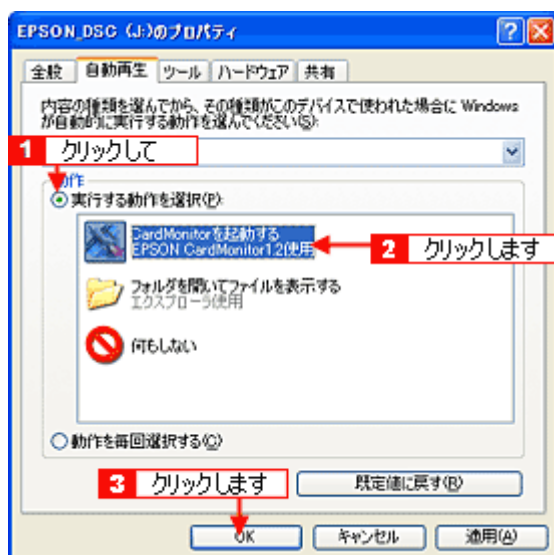 EPSON_DSC (J:)のプロパティ
全般 自動再生 ツール ハードウェア 共有
内容の種類を選んでから、その種類がこのデバイスで使われた場合に Windows
が自動的に実行する動作を選んでください(S):
1 クリックして
動作
実行する動作を選択(P):
CardMonitorを起動する
EPSON CardMonitor1.2使用
2 クリックします
フォルダを開いてファイルを表示する
エクスプローラ使用
何もしない
動作を毎回選択する(C)
3 クリックします
既定値に戻す(R)
OK キャンセル 適用(A)